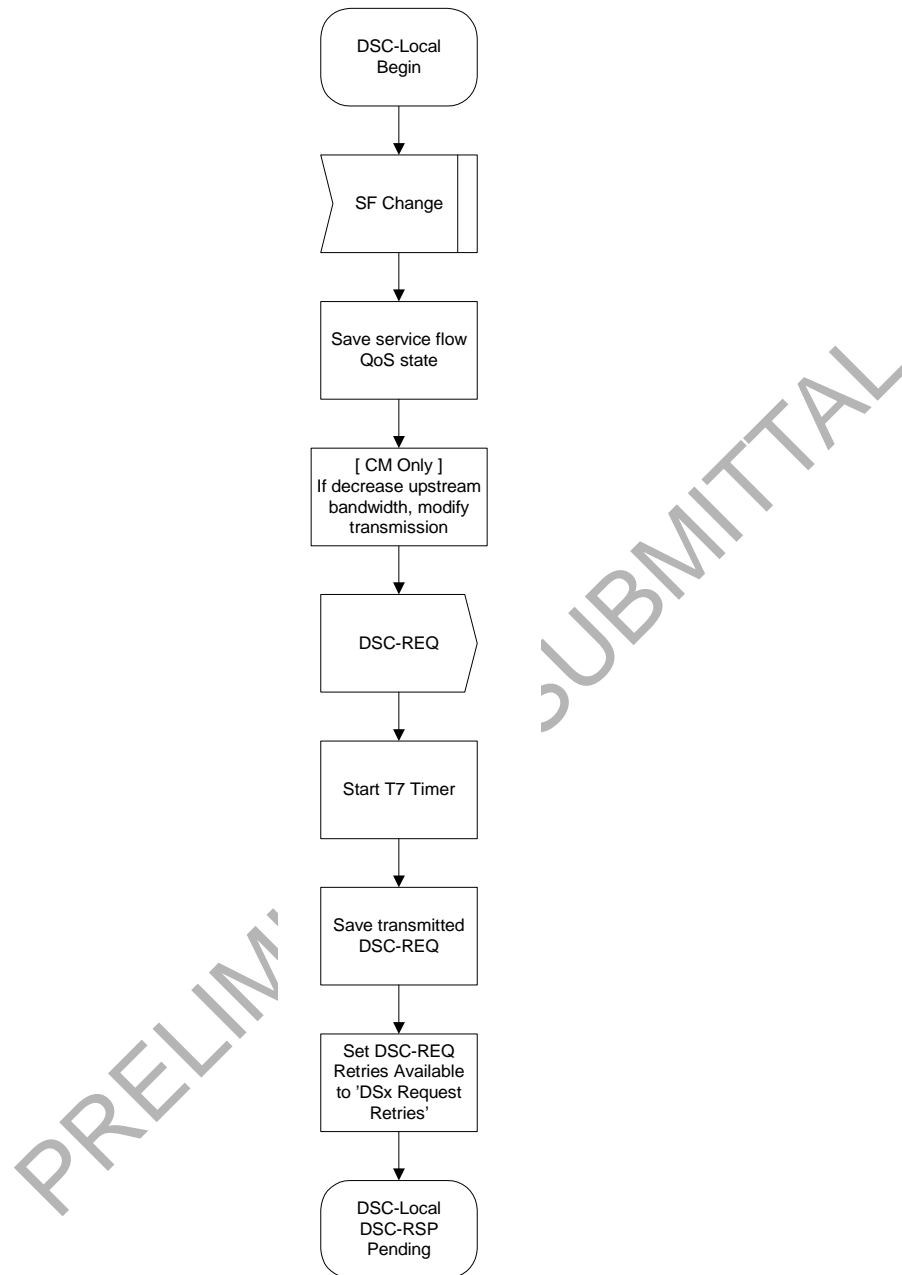 DSC-Local
Begin
SF Change
Save service flow
QoS state
[ CM Only ]
If decrease upstream
bandwidth, modify
transmission
DSC-REQ
Start T7 Timer
Save transmitted
DSC-REQ
Set DSC-REQ
Retries Available
to ’DSx Request
Retries’
DSC-Local
DSC-RSP
Pending
SUBMITTAL